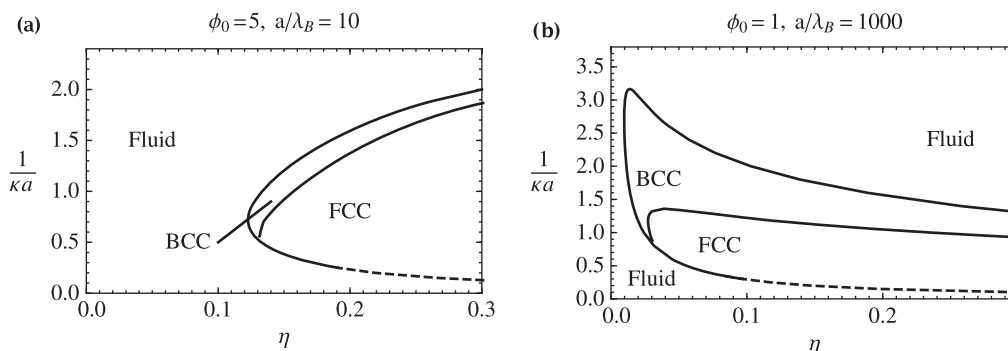 (a)
ϕ₀ = 5, a/λ_B = 10
2.0
1.5
1.0
0.5
0.0
1/κa
Fluid
BCC
FCC
0.0 0.1 0.2 0.3
η
(b)
ϕ₀ = 1, a/λ_B = 1000
3.5
3.0
2.5
2.0
1.5
1.0
0.5
0.0
1/κa
Fluid
BCC
FCC
Fluid
0.0 0.1 0.2
η